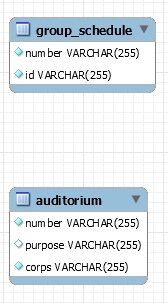 group_schedule
number VARCHAR(255)
id VARCHAR(255)
auditorium
number VARCHAR(255)
purpose VARCHAR(255)
corps VARCHAR(255)